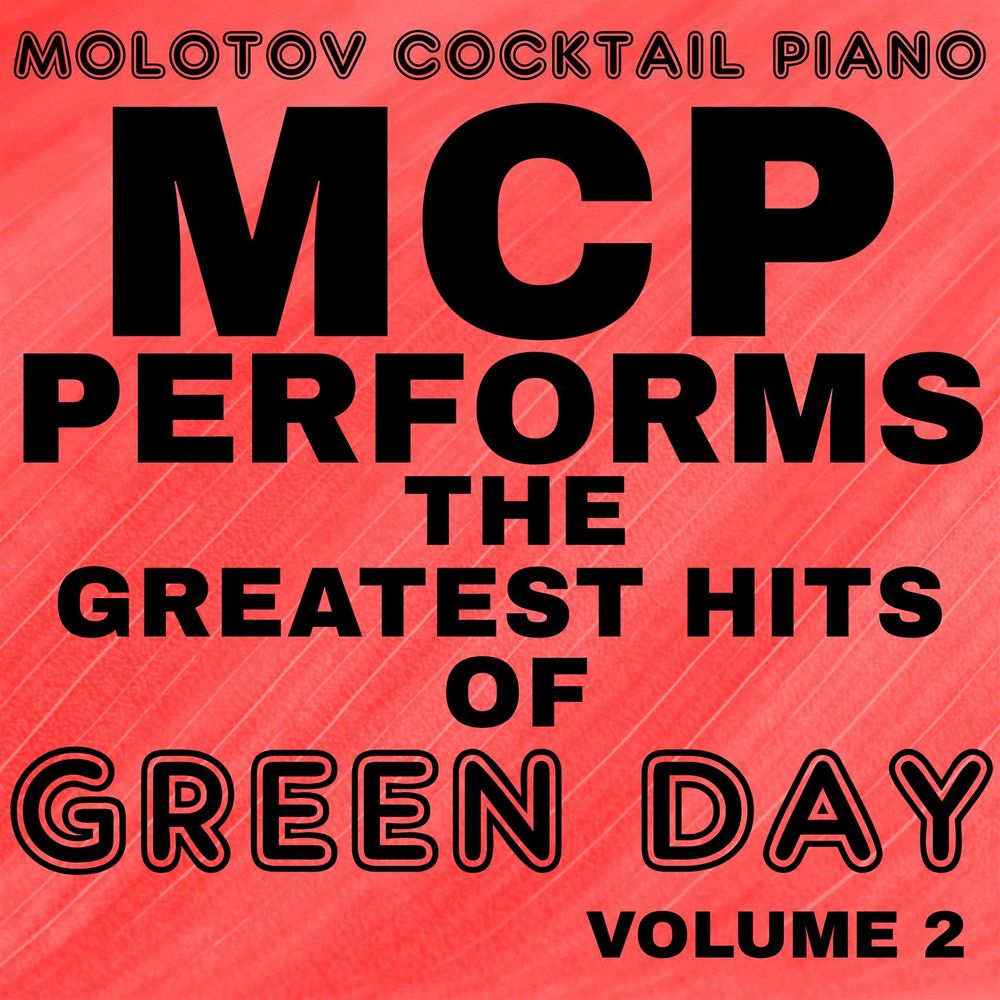 MOLOTOV COCKTAIL PIANO
MCP
PERFORMS
THE
GREATEST HITS
OF
GREEN DAY
VOLUME 2